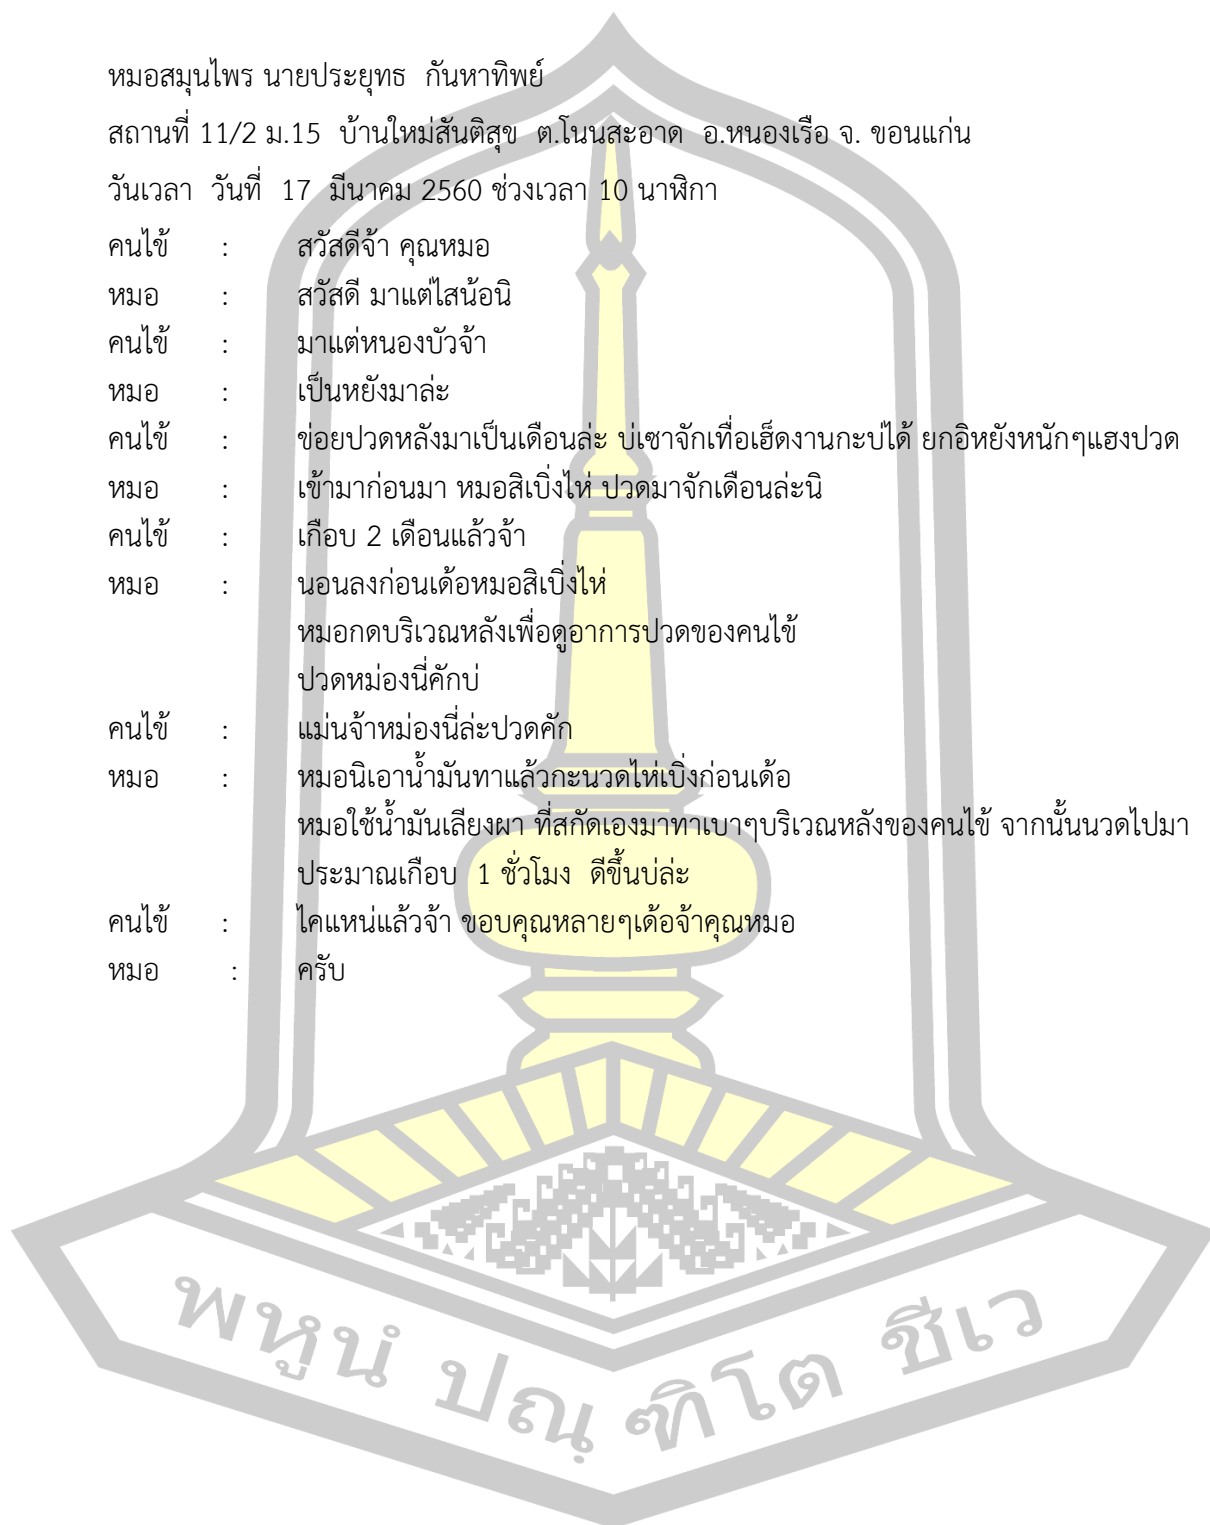 หมอสมุนไพร นายประยุทธ  กันหาทิพย์
สถานที่ 11/2 ม.15  บ้านใหม่สันติสุข  ต.โนนสะอาด  อ.หนองเรือ จ. ขอนแก่น
วันเวลา  วันที่  17  มีนาคม 2560 ช่วงเวลา 10 นาฬิกา
คนไข้ : สวัสดีจ้า คุณหมอ
หมอ : สวัสดี มาแต่ไสน้อนิ
คนไข้ : มาแต่หนองบัวจ้า
หมอ : เป็นหยังมาล่ะ
คนไข้ : ข่อยปวดหลังมาเป็นเดือนล่ะ บ่เซาจักเทื่อเฮ็ดงานกะบ่ได้ ยกอิหยังหนักๆแฮงปวด
หมอ : เข้ามาก่อนมา หมอสิเบิ่งไห่ ปวดมาจักเดือนล่ะนิ
คนไข้ : เกือบ 2 เดือนแล้วจ้า
หมอ : นอนลงก่อนเด้อหมอสิเบิ่งไห่
หมอกดบริเวณหลังเพื่อดูอาการปวดของคนไข้
ปวดหม่องนี่คักบ่
คนไข้ : แม่นจ้าหม่องนี่ล่ะปวดคัก
หมอ : หมอนิเอาน้ำมันทาแล้วกะนวดไห่เบิ่งก่อนเด้อ
หมอใช้น้ำมันเลียงผา ที่สกัดเองมาทาเบาๆบริเวณหลังของคนไข้ จากนั้นนวดไปมา
ประมาณเกือบ  1 ชั่วโมง  ดีขึ้นบ่ล่ะ
คนไข้ : ไคแหน่แล้วจ้า ขอบคุณหลายๆเด้อจ้าคุณหมอ
หมอ : ครับ
พหูนํ ปณฺฑิโต ชีเว